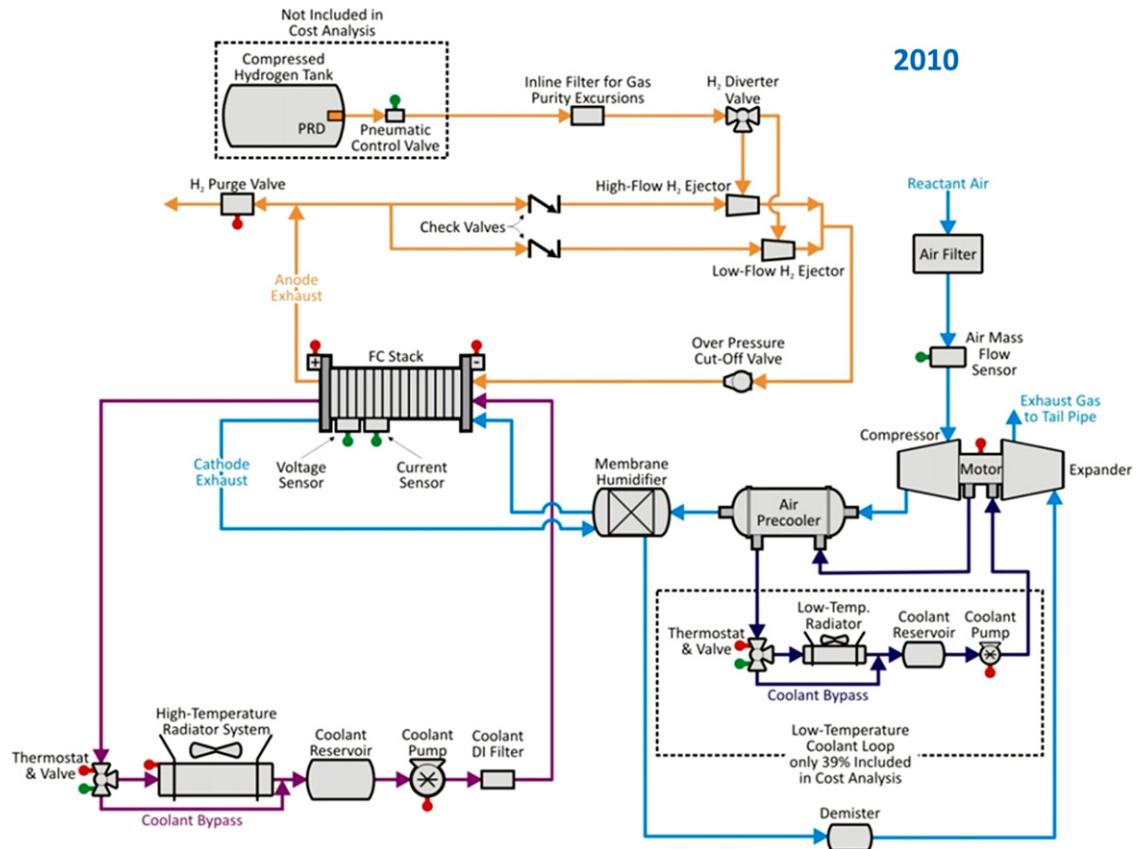 Not Included in
Cost Analysis
2010
Compressed
Hydrogen Tank
PRD
Pneumatic
Control Valve
Inline Filter for Gas
Purity Excursions
H₂ Diverter
Valve
H₂ Purge Valve
High-Flow H₂ Ejector
Check Valves
Low-Flow H₂ Ejector
Reactant Air
Air Filter
Anode
Exhaust
Air Mass
Flow
Sensor
Over Pressure
Cut-Off Valve
FC Stack
+
-
Exhaust Gas
to Tail Pipe
Compressor
Motor
Expander
Cathode
Exhaust
Voltage
Sensor
Current
Sensor
Membrane
Humidifier
Air
Precooler
Thermostat
& Valve
Low-Temp.
Radiator
Coolant
Reservoir
Coolant
Pump
Coolant Bypass
Low-Temperature
Coolant Loop
only 39% Included
in Cost Analysis
High-Temperature
Radiator System
Thermostat
& Valve
Coolant
Reservoir
Coolant
Pump
Coolant
DI Filter
Coolant Bypass
Demister